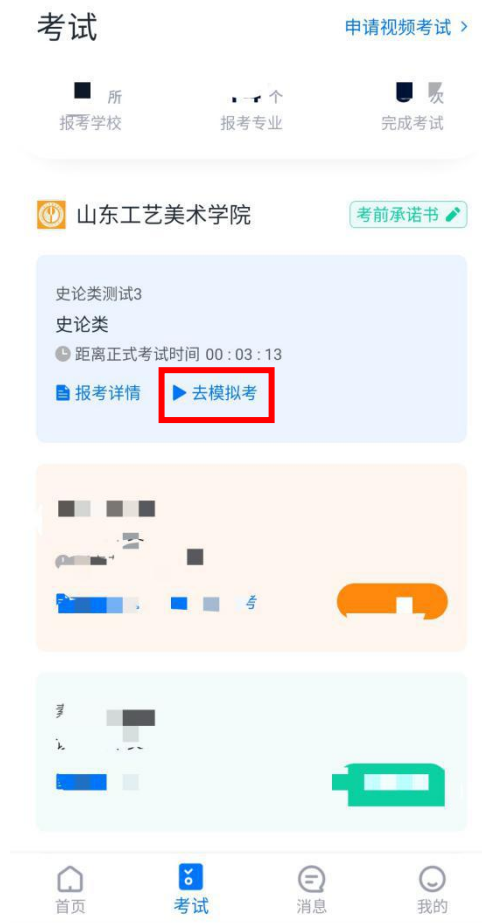 考试
申请视频考试 >
所
个
次
报考学校
报考专业
完成考试
山东工艺美术学院
考前承诺书
史论类测试3
史论类
距离正式考试时间 00 : 03 : 13
报考详情
去模拟考
考
首页
考试
消息
我的